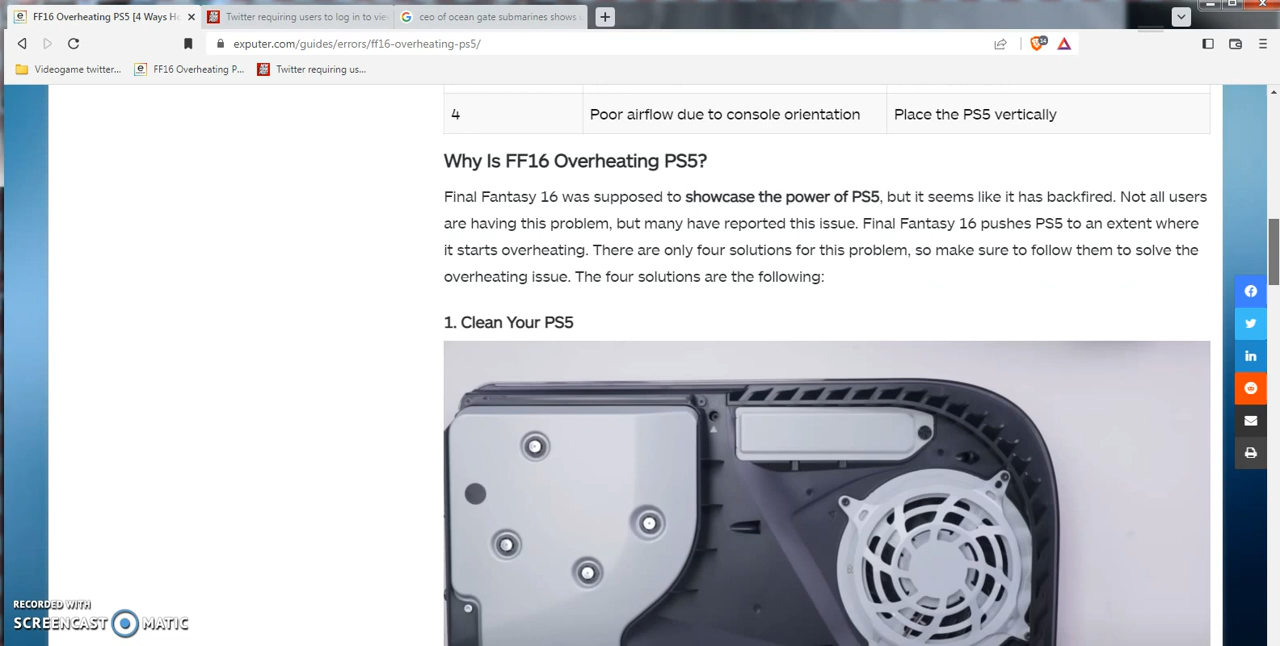 FF16 Overheating PS5 [4 Ways Ho
Twitter requiring users to log in to vie
ceo of ocean gate submarines shows
exputer.com/guides/errors/ff16-overheating-ps5/
Videogame twitter...
FF16 Overheating P...
Twitter requiring us...
4
Poor airflow due to console orientation
Place the PS5 vertically
Why Is FF16 Overheating PS5?
Final Fantasy 16 was supposed to showcase the power of PS5, but it seems like it has backfired. Not all users
are having this problem, but many have reported this issue. Final Fantasy 16 pushes PS5 to an extent where
it starts overheating. There are only four solutions for this problem, so make sure to follow them to solve the
overheating issue. The four solutions are the following:
1. Clean Your PS5
RECORDED WITH
SCREENCAST MATIC